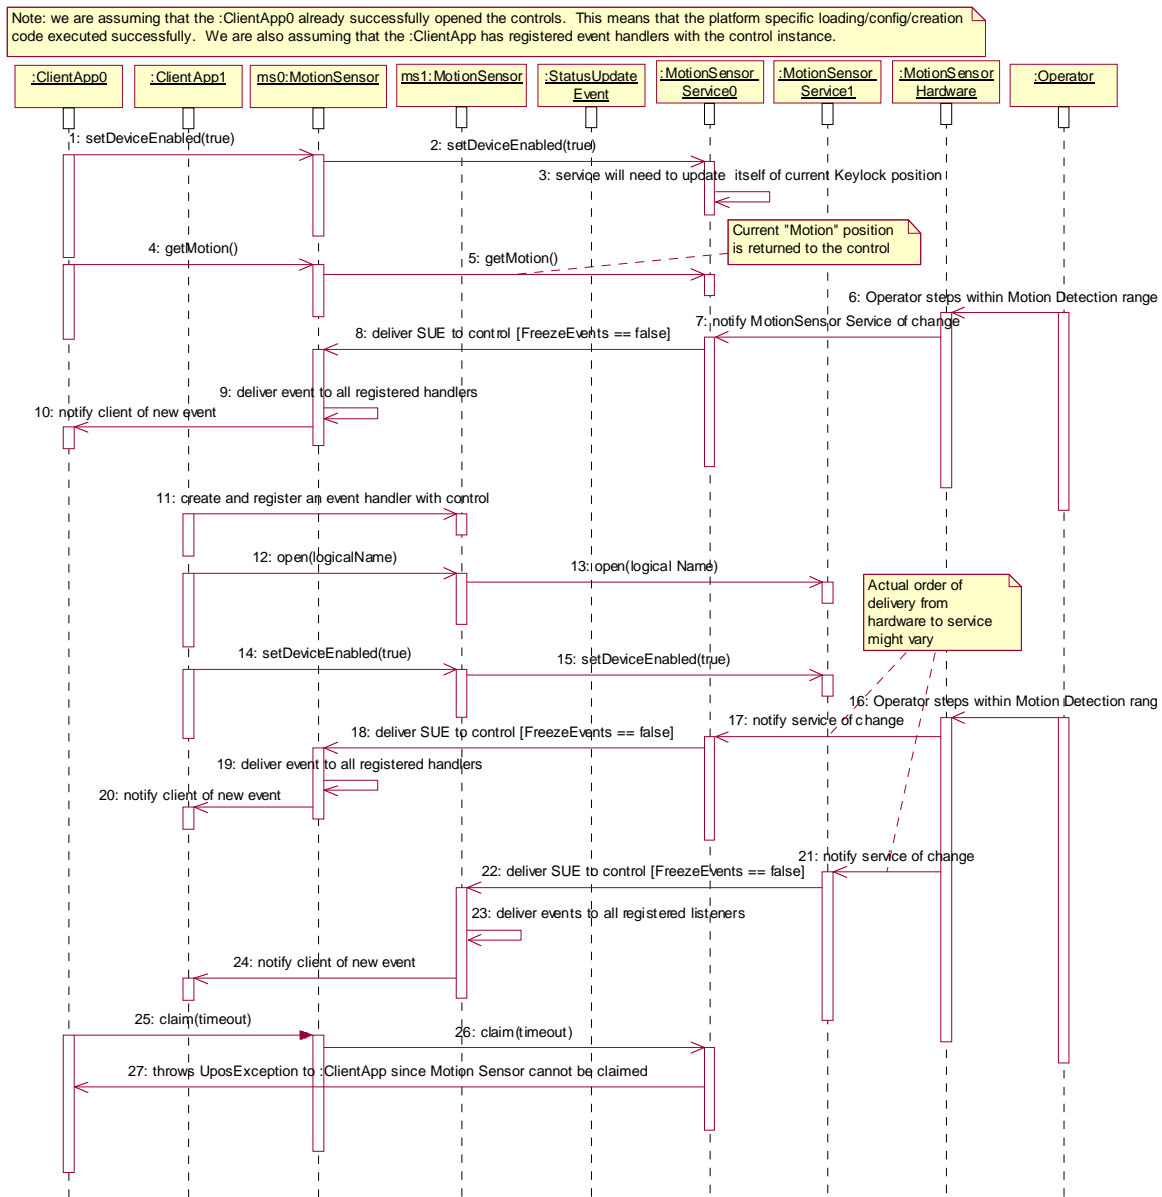 Note: we are assuming that the :ClientApp0 already successfully opened the controls.  This means that the platform specific loading/config/creation
code executed successfully.  We are also assuming that the :ClientApp has registered event handlers with the control instance.
:ClientApp0
:ClientApp1
ms0:MotionSensor
ms1:MotionSensor
:StatusUpdate
Event
:MotionSensor
Service0
:MotionSensor
Service1
:MotionSensor
Hardware
:Operator
1: setDeviceEnabled(true)
2: setDeviceEnabled(true)
3: service will need to update  itself of current Keylock position
Current "Motion" position
is returned to the control
4: getMotion()
5: getMotion()
6: Operator steps within Motion Detection range
7: notify MotionSensor Service of change
8: deliver SUE to control [FreezeEvents == false]
9: deliver event to all registered handlers
10: notify client of new event
11: create and register an event handler with control
12: open(logicalName)
13: open(logical Name)
Actual order of
delivery from
hardware to service
might vary
14: setDeviceEnabled(true)
15: setDeviceEnabled(true)
16: Operator steps within Motion Detection rang
17: notify service of change
18: deliver SUE to control [FreezeEvents == false]
19: deliver event to all registered handlers
20: notify client of new event
21: notify service of change
22: deliver SUE to control [FreezeEvents == false]
23: deliver events to all registered listeners
24: notify client of new event
25: claim(timeout)
26: claim(timeout)
27: throws UposException to :ClientApp since Motion Sensor cannot be claimed